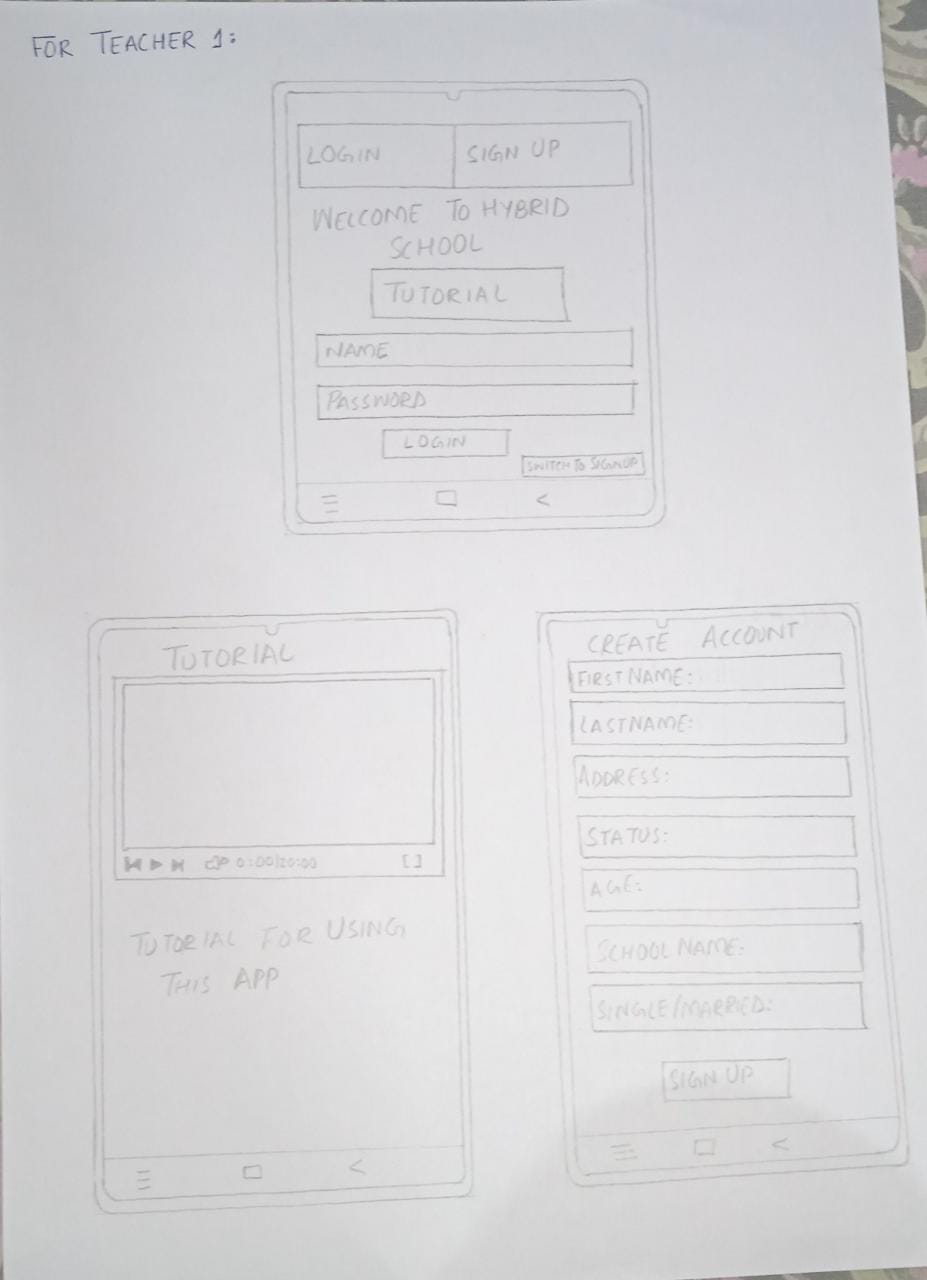 FOR TEACHER 1:
LOGIN
SIGN UP
WELCOME TO HYBRID
SCHOOL
TUTORIAL
NAME
PASSWORD
LOGIN
SWITCH TO SIGNUP
TUTORIAL
0:00/20:00
TUTORIAL FOR USING
THIS APP
CREATE ACCOUNT
FIRST NAME:
LASTNAME:
ADDRESS:
STATUS:
AGE:
SCHOOL NAME:
SINGLE/MARRIED:
SIGN UP